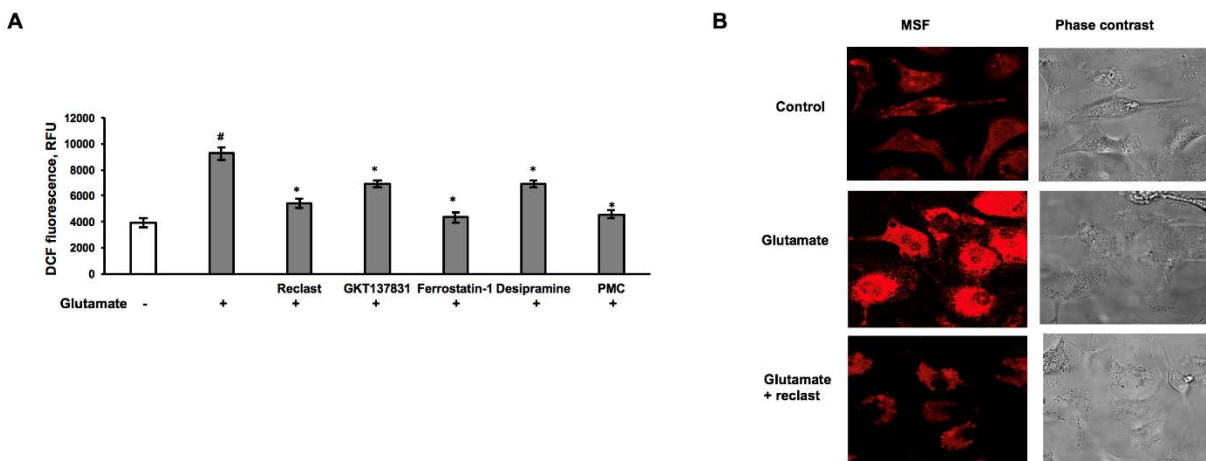 A
DCF fluorescence, RFU
12000
10000
8000
6000
4000
2000
0
#
*
*
*
*
*
Reclast GKT137831 Ferrostatin-1 Desipramine PMC
Glutamate - + + + + + +
B
MSF Phase contrast
Control
Glutamate
Glutamate
+ reclast